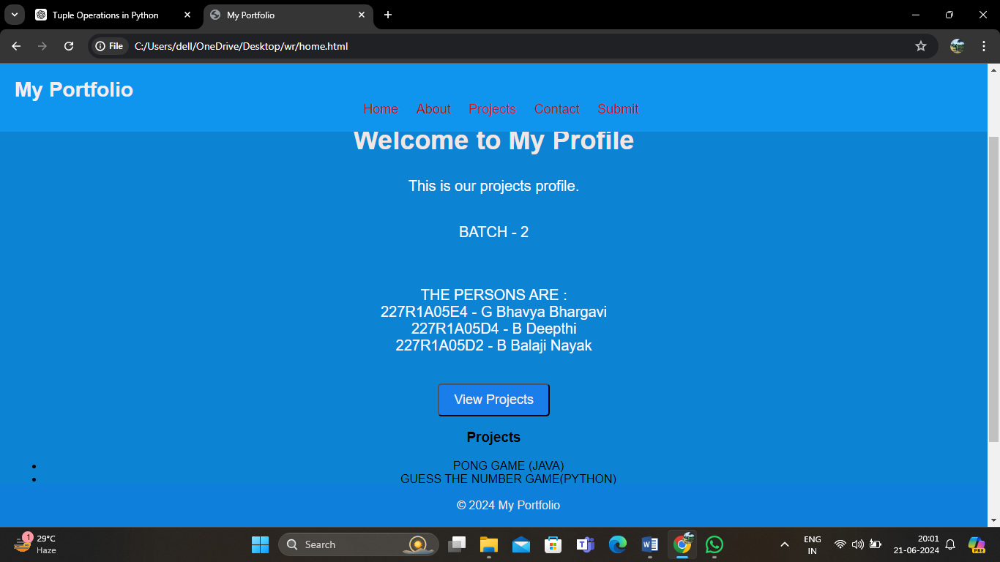 Tuple Operations in Python
My Portfolio
File
C:/Users/dell/OneDrive/Desktop/wr/home.html
My Portfolio
Home About Projects Contact Submit
Welcome to My Profile
This is our projects profile.
BATCH - 2
THE PERSONS ARE :
227R1A05E4 - G Bhavya Bhargavi
227R1A05D4 - B Deepthi
227R1A05D2 - B Balaji Nayak
View Projects
Projects
• PONG GAME (JAVA)
• GUESS THE NUMBER GAME(PYTHON)
© 2024 My Portfolio
1
29°C
Haze
Search
ENG
IN
20:01
21-06-2024
PRE